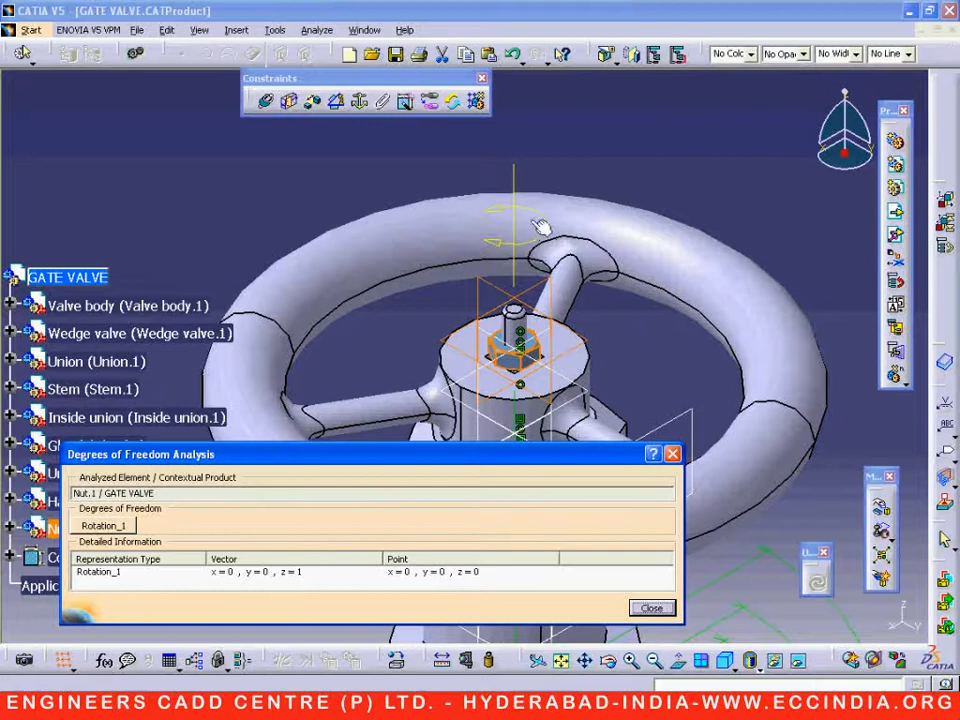 CATIA V5 - [GATE VALVE.CATProduct]
Start ENOVIA V5 VPM File Edit View Insert Tools Analyze Window Help
No Colc No Opa No Widt No Line
Constraints
Pr...
GATE VALVE
Valve body (Valve body.1)
Wedge valve (Wedge valve.1)
Union (Union.1)
Stem (Stem.1)
Inside union (Inside union.1)
Degrees of Freedom Analysis
Analyzed Element / Contextual Product
Nut.1 / GATE VALVE
Degrees of Freedom
Rotation_1
Detailed Information
Representation Type Vector Point
Rotation_1 x=0 , y=0 , z=1 x=0 , y=0 , z=0
Close
Applic
M...
U...
z
x
y
CATIA
ENGINEERS CADD CENTRE (P) LTD. - HYDERABAD-INDIA-WWW.ECCINDIA.ORG